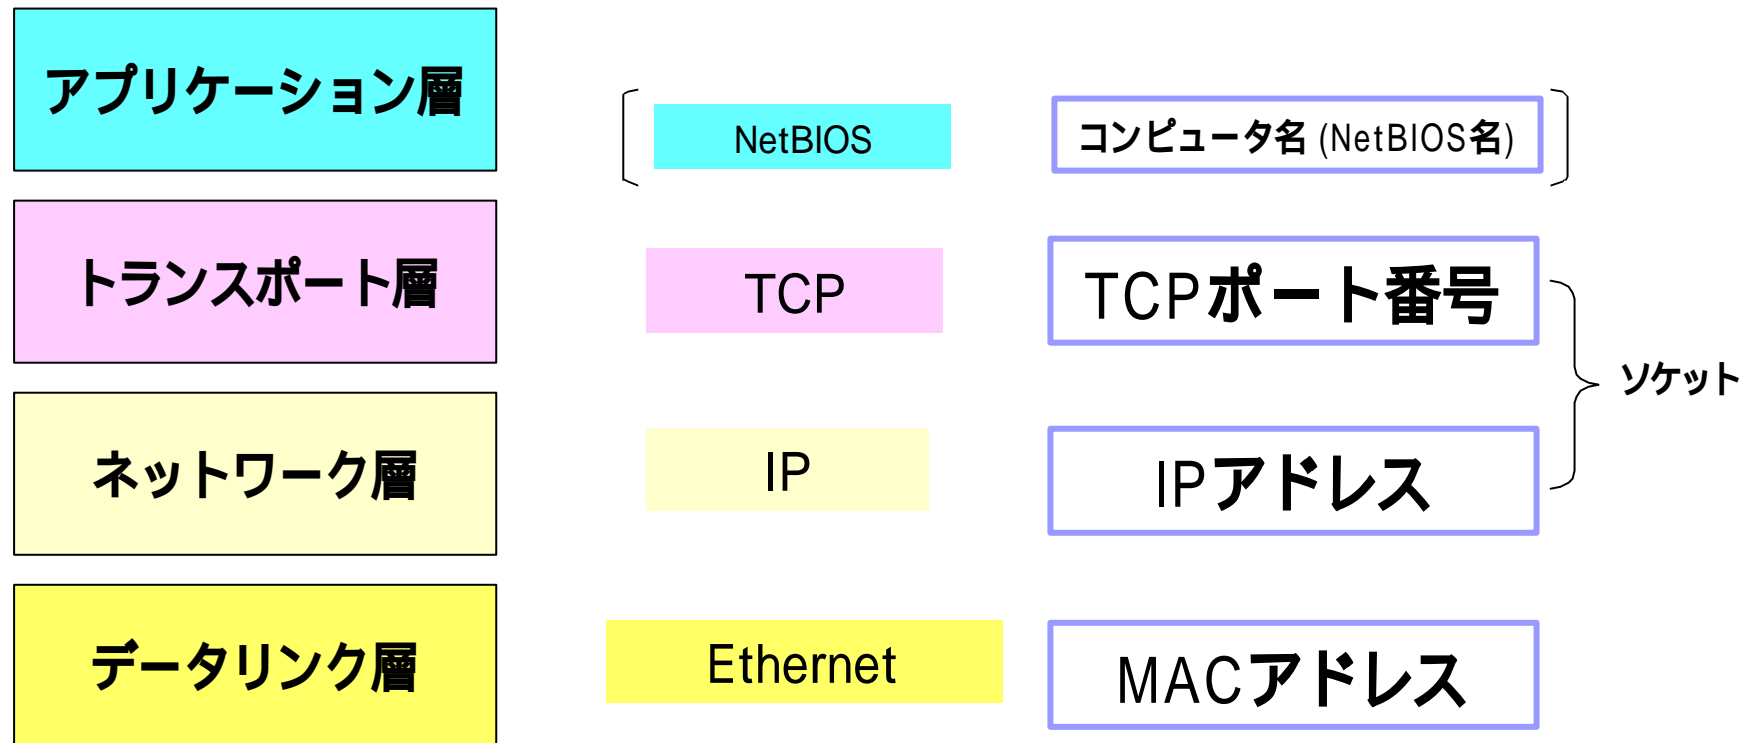 アプリケーション層
NetBIOS
コンピュータ名 (NetBIOS名)
トランスポート層
TCP
TCPポート番号
ソケット
ネットワーク層
IP
IPアドレス
データリンク層
Ethernet
MACアドレス